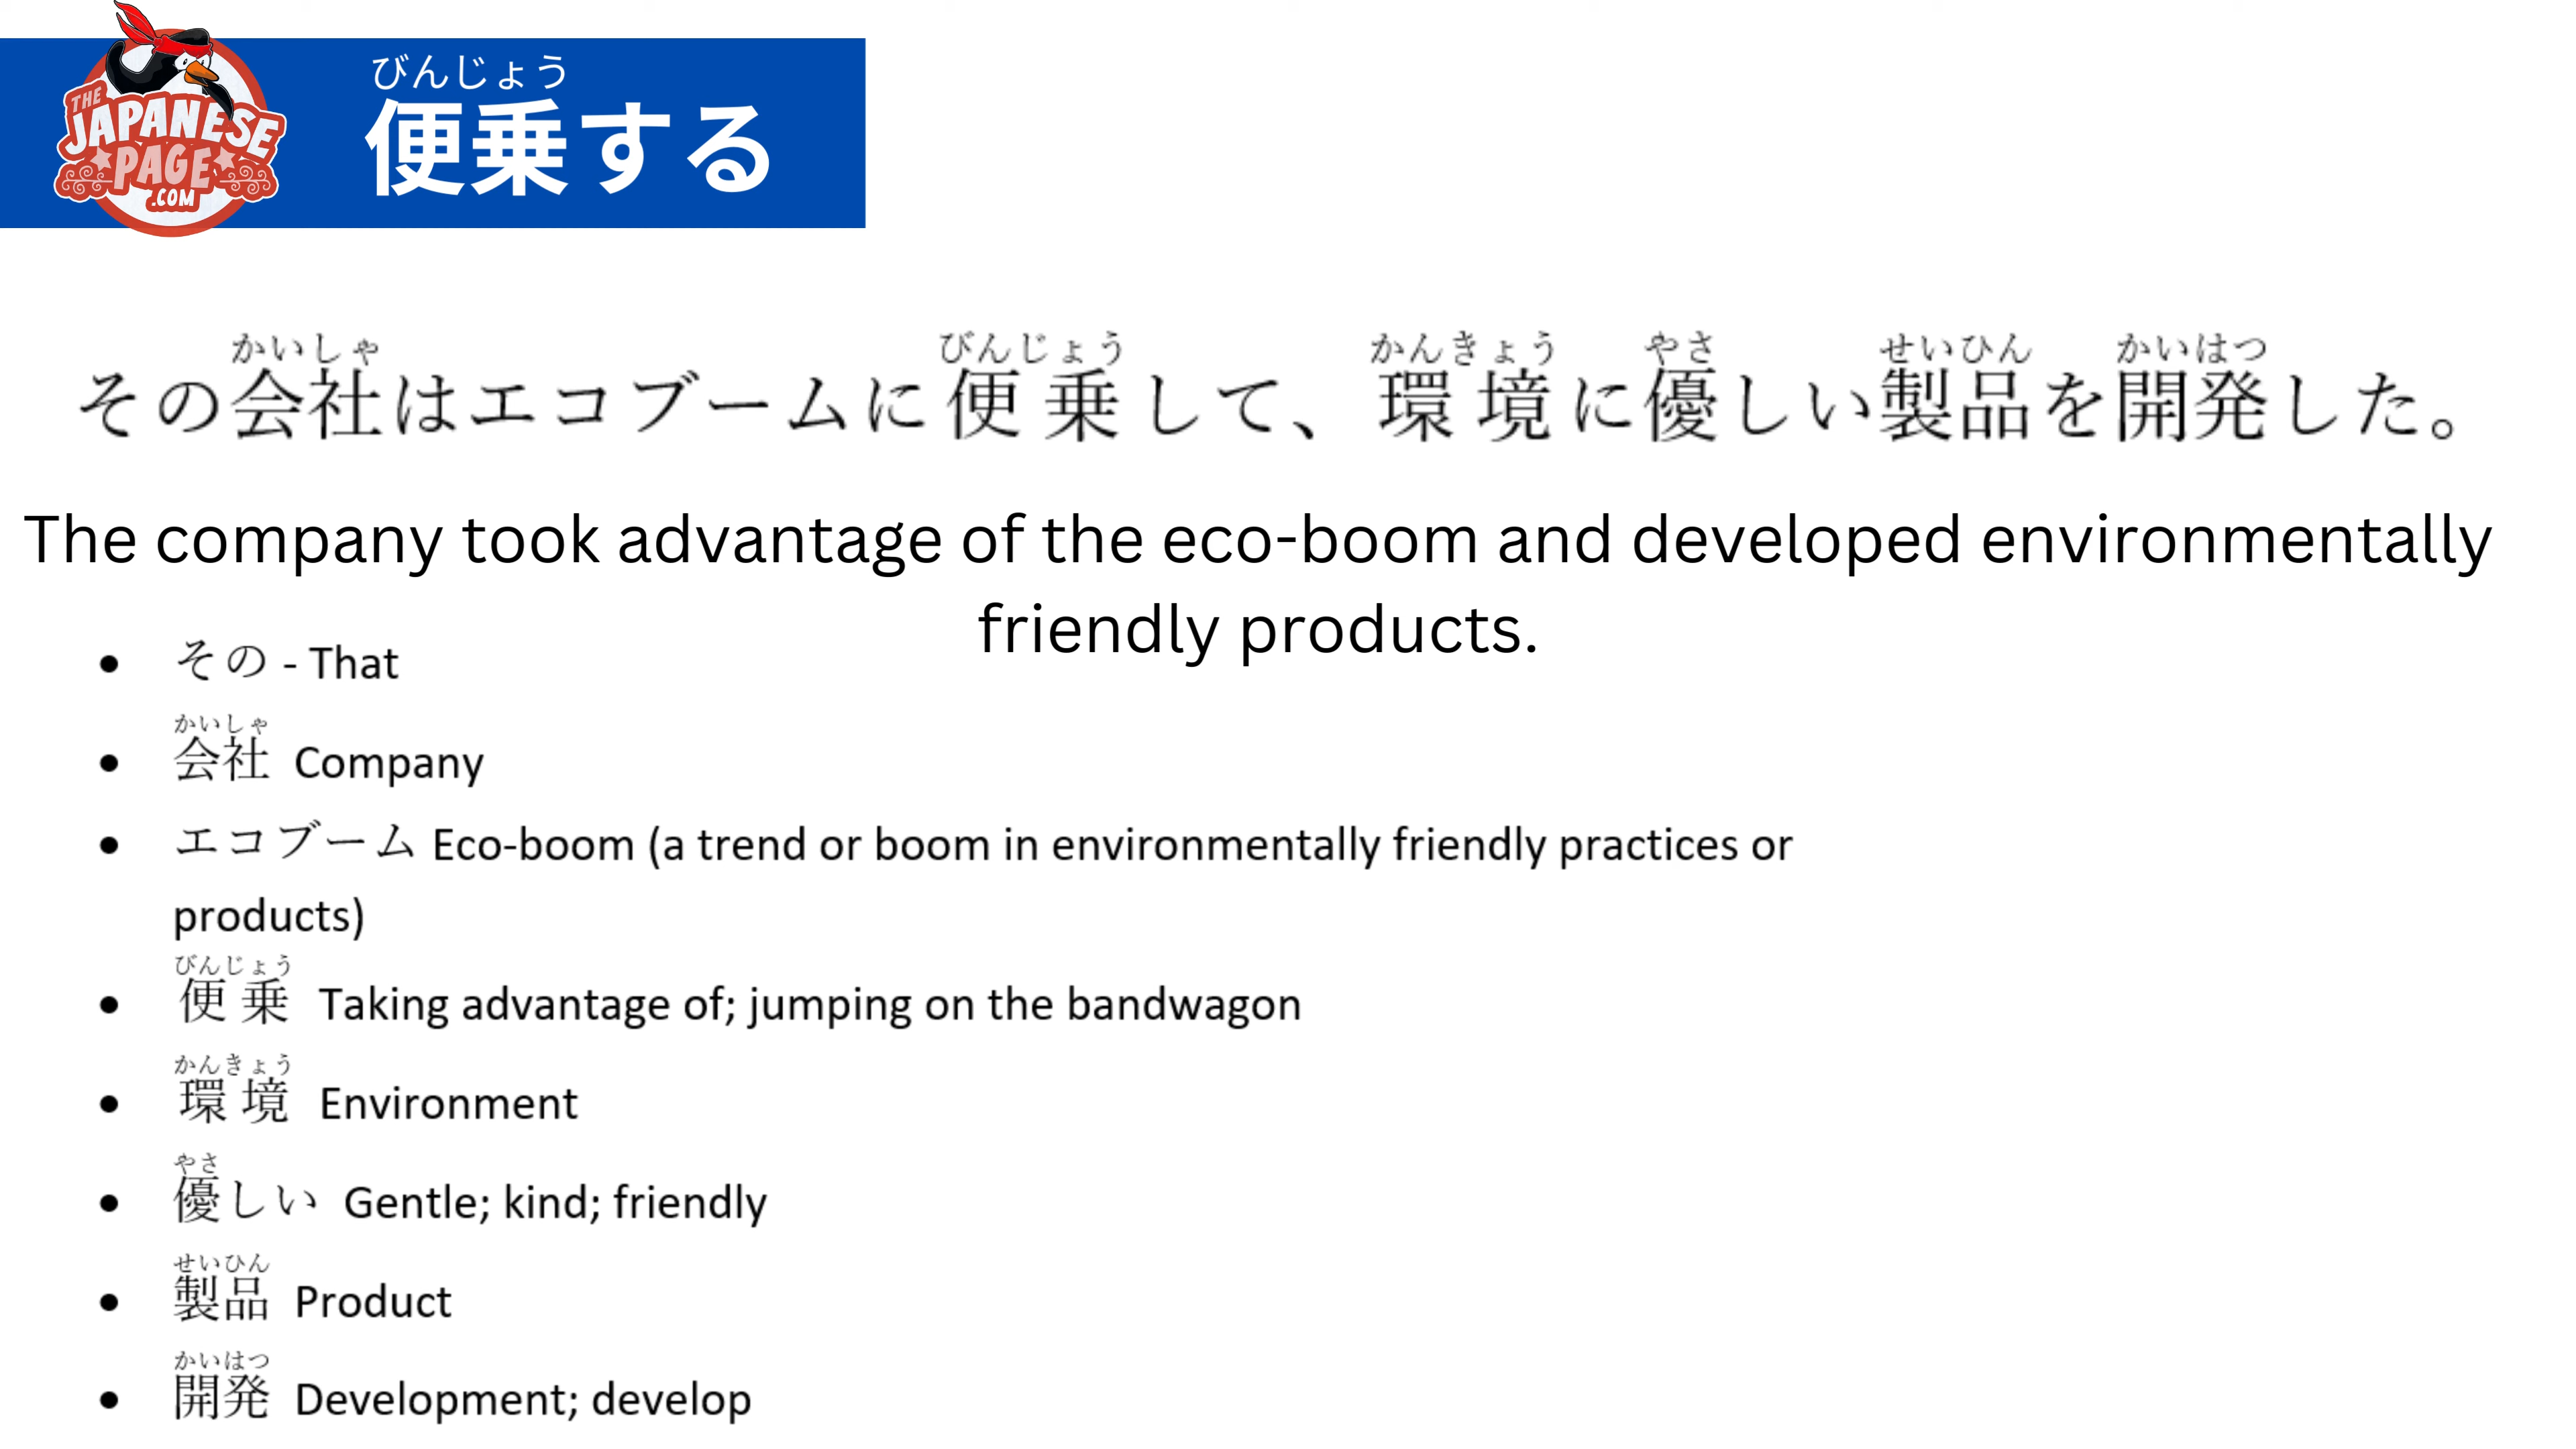 THE
JAPANESE
PAGE
.COM
びんじょう
便乗する
かいしゃ びんじょう かんきょう やさ せいひん かいはつ
その会社はエコブームに便乗して、環境に優しい製品を開発した。
The company took advantage of the eco-boom and developed environmentally
friendly products.
• その - That
かいしゃ
• 会社 Company
• エコブーム Eco-boom (a trend or boom in environmentally friendly practices or
products)
びんじょう
• 便乗 Taking advantage of; jumping on the bandwagon
かんきょう
• 環境 Environment
やさ
• 優しい Gentle; kind; friendly
せいひん
• 製品 Product
かいはつ
• 開発 Development; develop